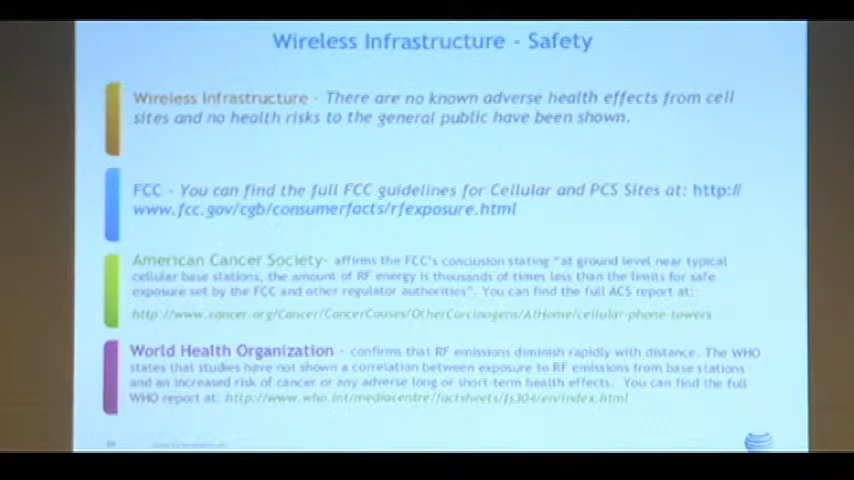 Wireless Infrastructure - Safety
Wireless Infrastructure - There are no known adverse health effects from cell
sites and no health risks to the general public have been shown.
FCC - You can find the full FCC guidelines for Cellular and PCS Sites at: http://
www.fcc.gov/cgb/consumerfacts/rfexposure.html
American Cancer Society- affirms the FCC's conclusion stating "at ground level near typical
cellular base stations, the amount of RF energy is thousands of times less than the limits for safe
exposure set by the FCC and other regulator authorities". You can find the full ACS report at:
http://www.cancer.org/Cancer/CancerCauses/OtherCarcinogens/AtHome/cellular-phone-towers
World Health Organization - confirms that RF emissions diminish rapidly with distance. The WHO
states that studies have not shown a correlation between exposure to RF emissions from base stations
and an increased risk of cancer or any adverse long or short-term health effects. You can find the full
WHO report at: http://www.who.int/mediacentre/factsheets/fs304/en/index.html